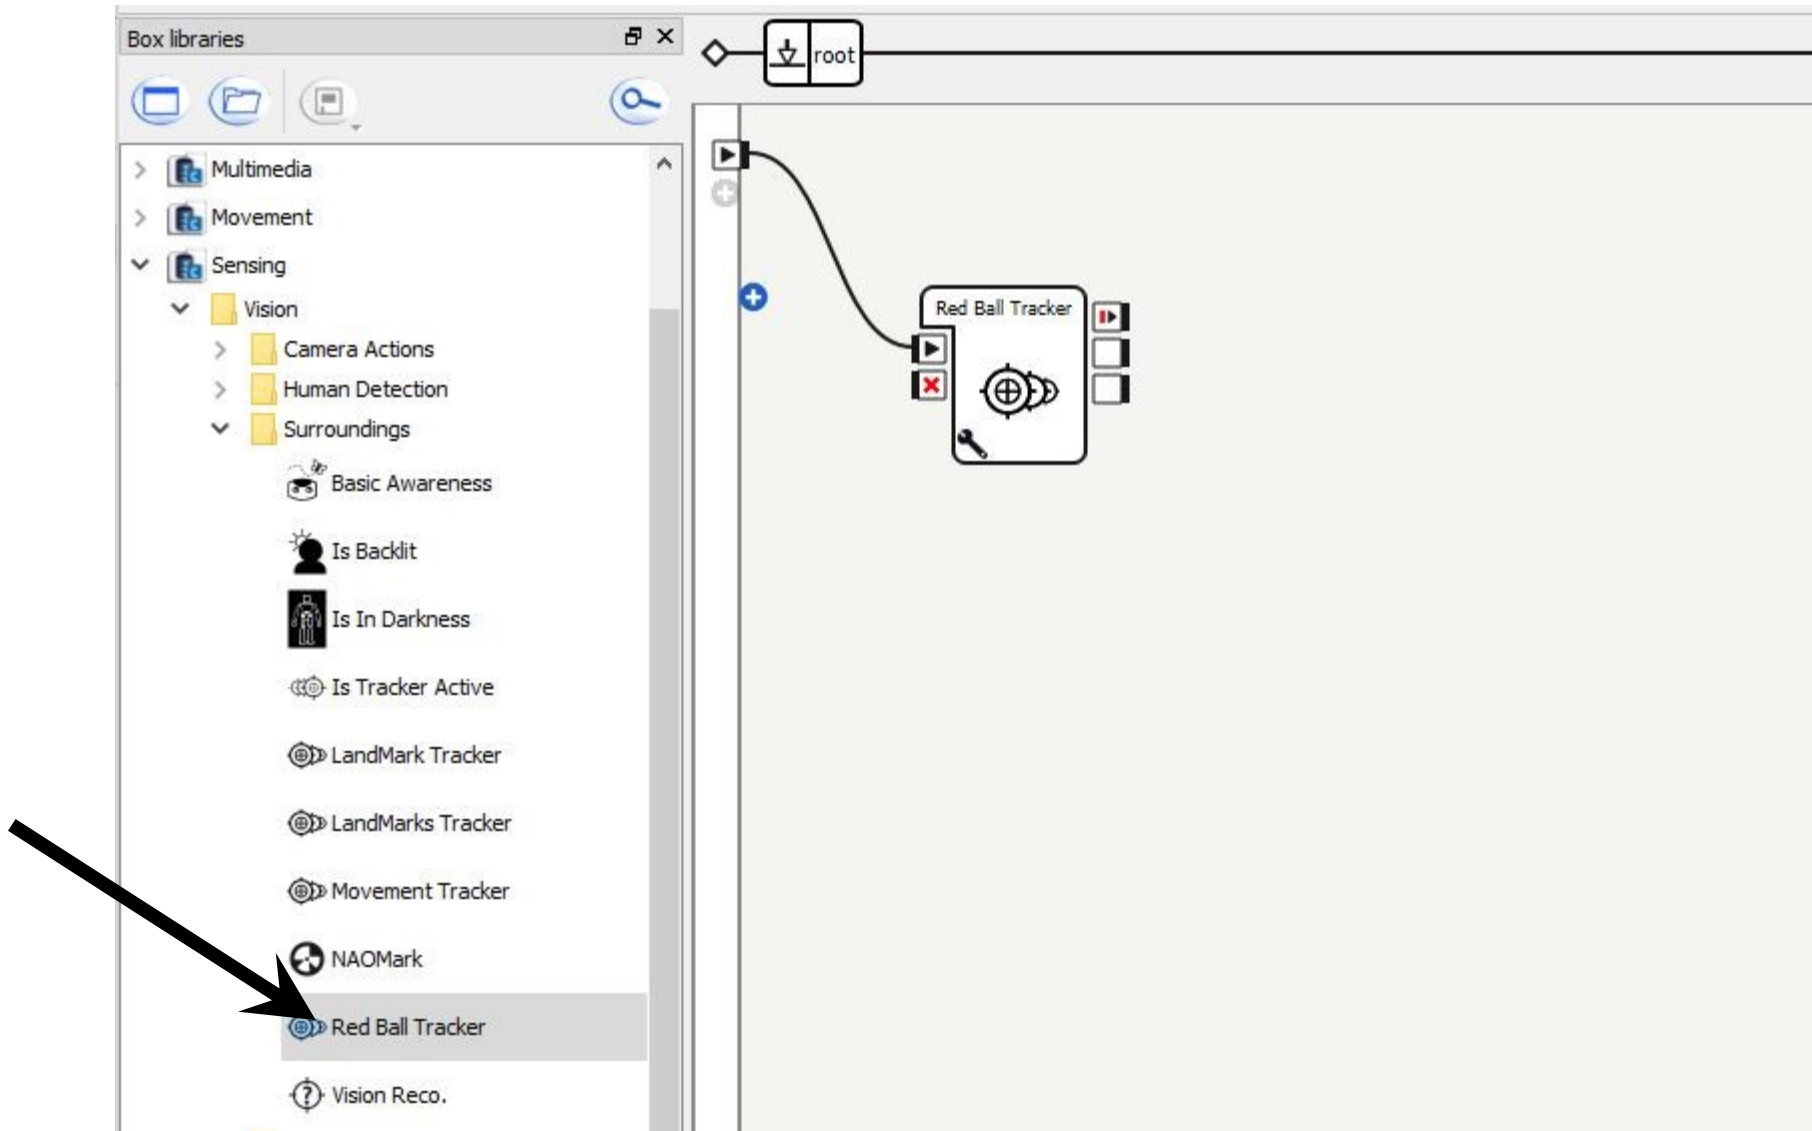 Box libraries
root
Multimedia
Movement
Sensing
Vision
Camera Actions
Human Detection
Surroundings
Basic Awareness
Is Backlit
Is In Darkness
Is Tracker Active
LandMark Tracker
LandMarks Tracker
Movement Tracker
NAOMark
Red Ball Tracker
Vision Reco.
Red Ball Tracker